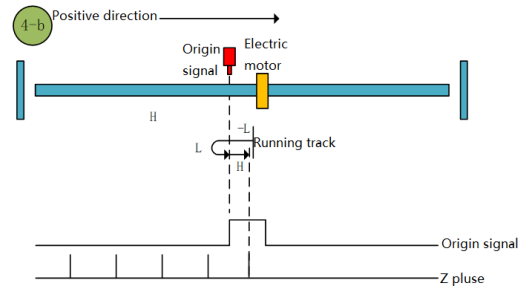 4-b
Positive direction
Origin
signal
Electric
motor
H
-L
L
Running track
H
Origin signal
Z pluse